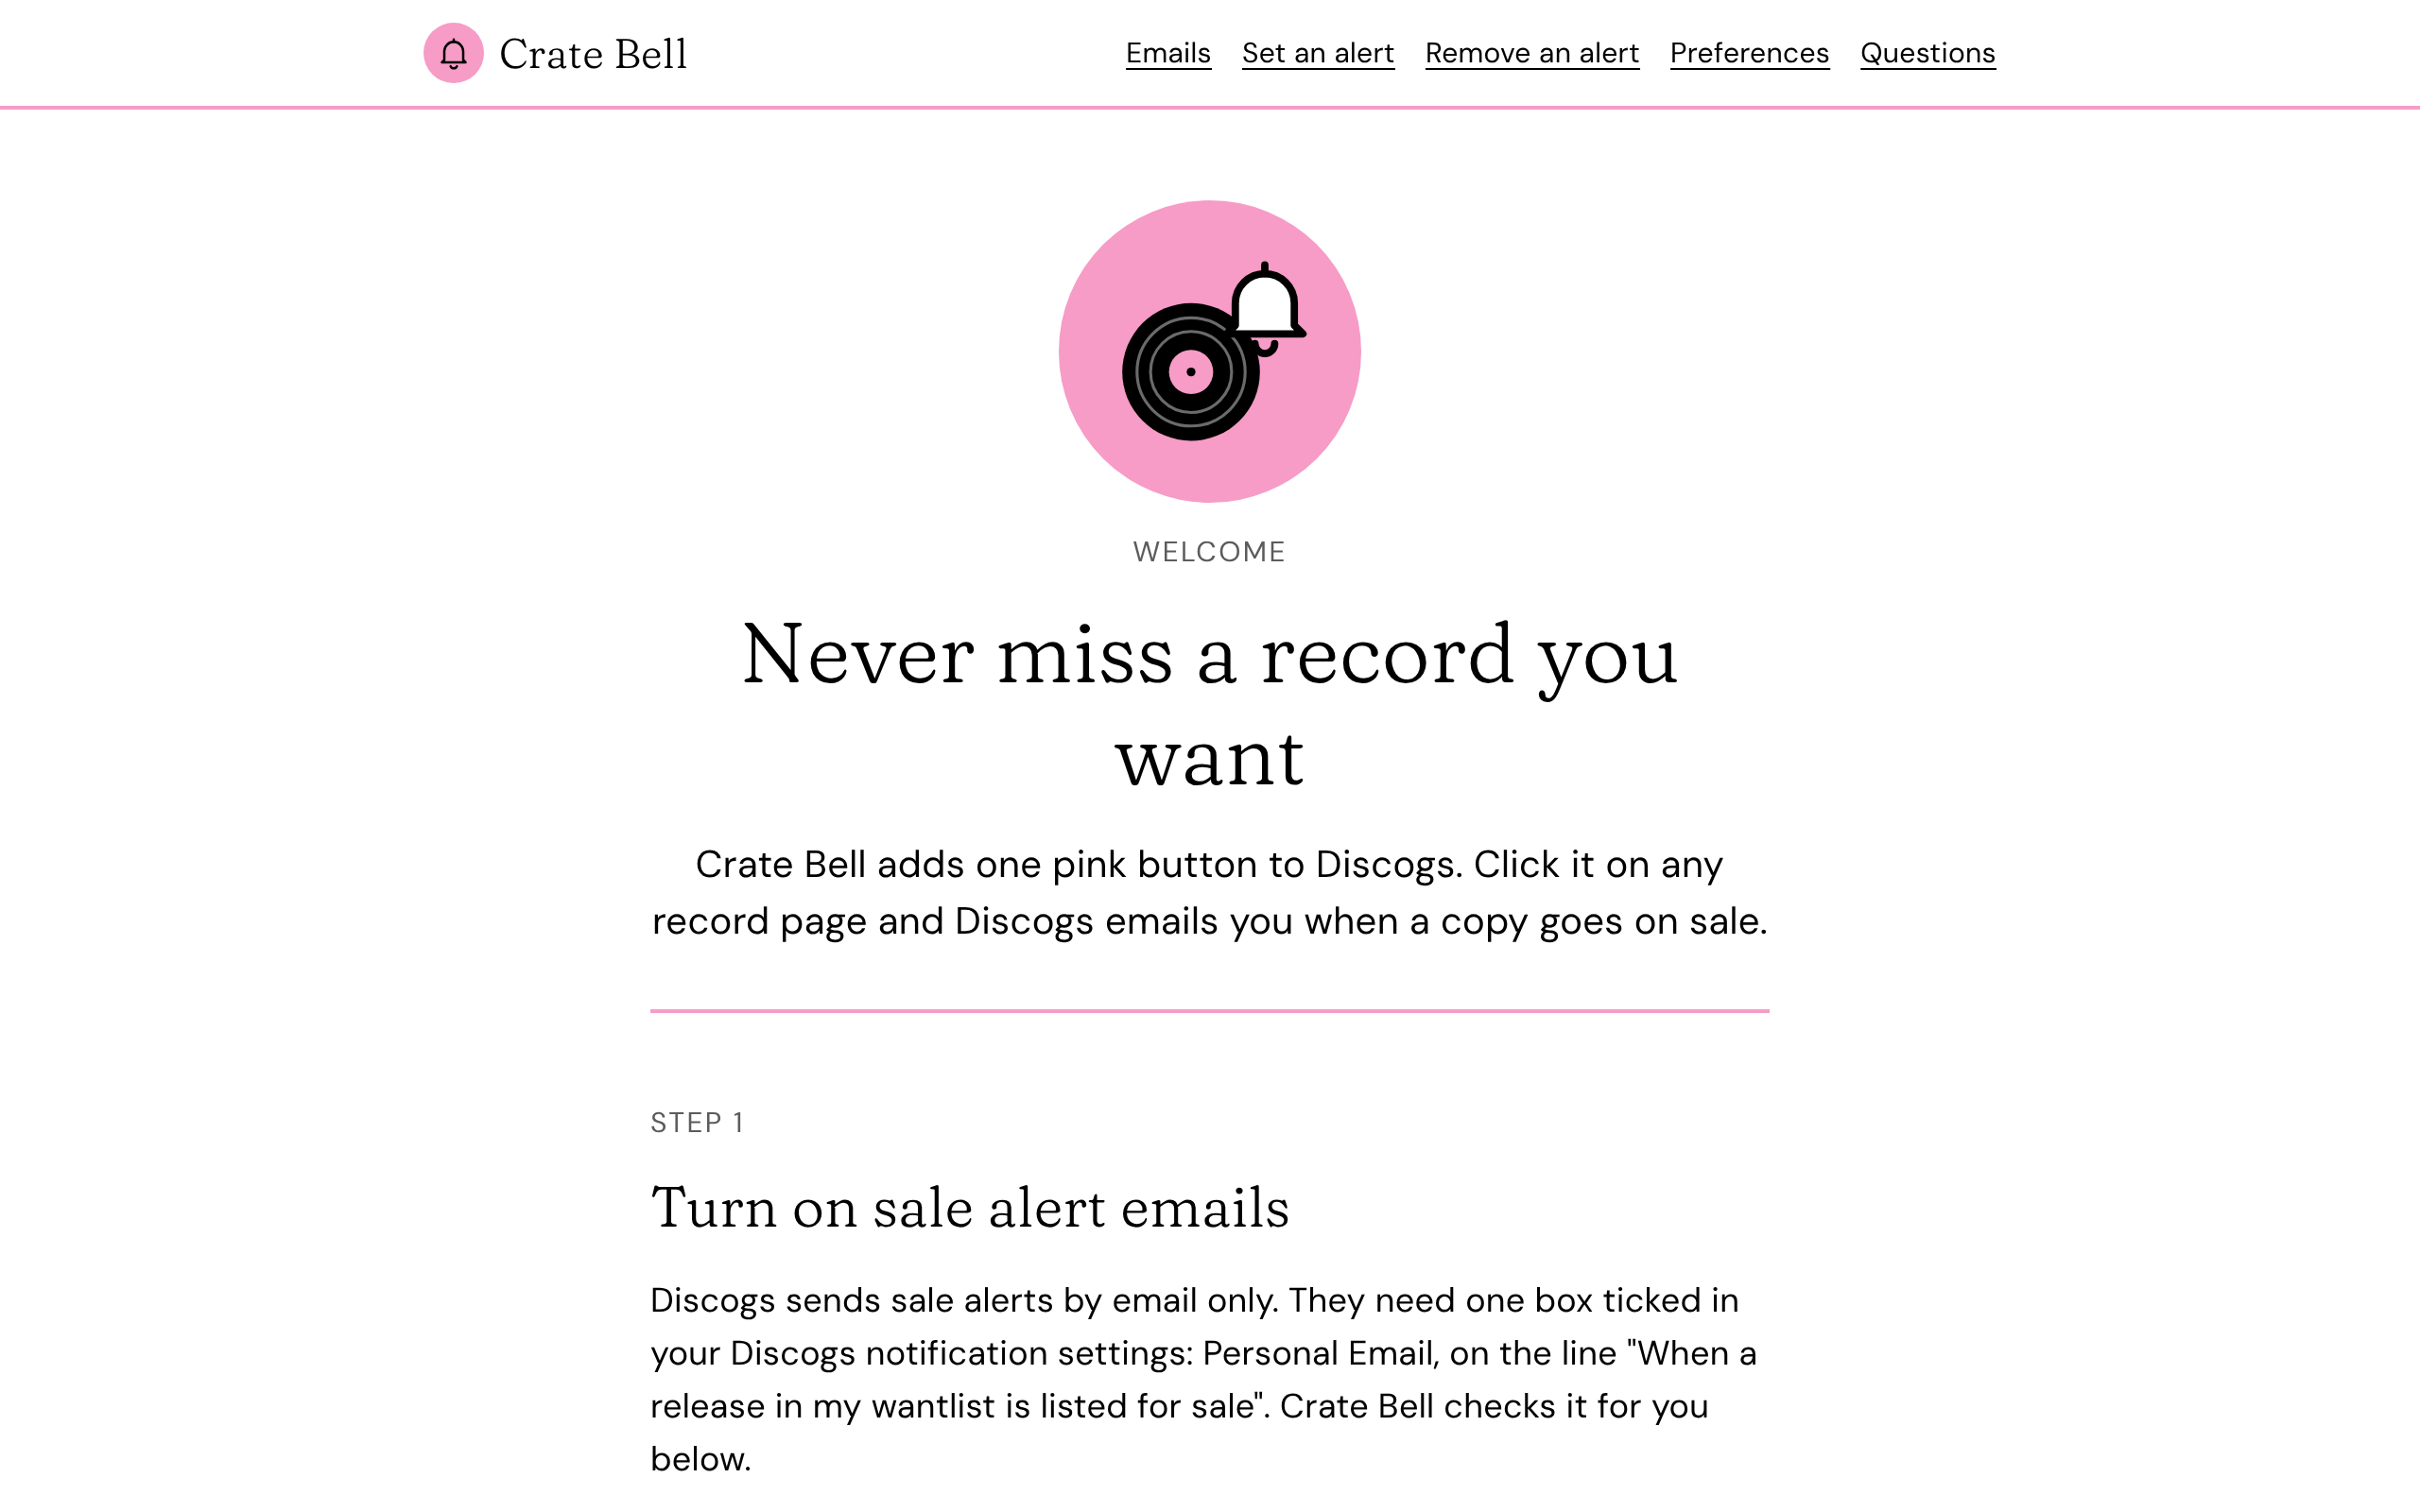 Crate Bell
Emails Set an alert Remove an alert Preferences Questions
WELCOME
Never miss a record you
want
Crate Bell adds one pink button to Discogs. Click it on any
record page and Discogs emails you when a copy goes on sale.
STEP 1
Turn on sale alert emails
Discogs sends sale alerts by email only. They need one box ticked in
your Discogs notification settings: Personal Email, on the line "When a
release in my wantlist is listed for sale". Crate Bell checks it for you
below.